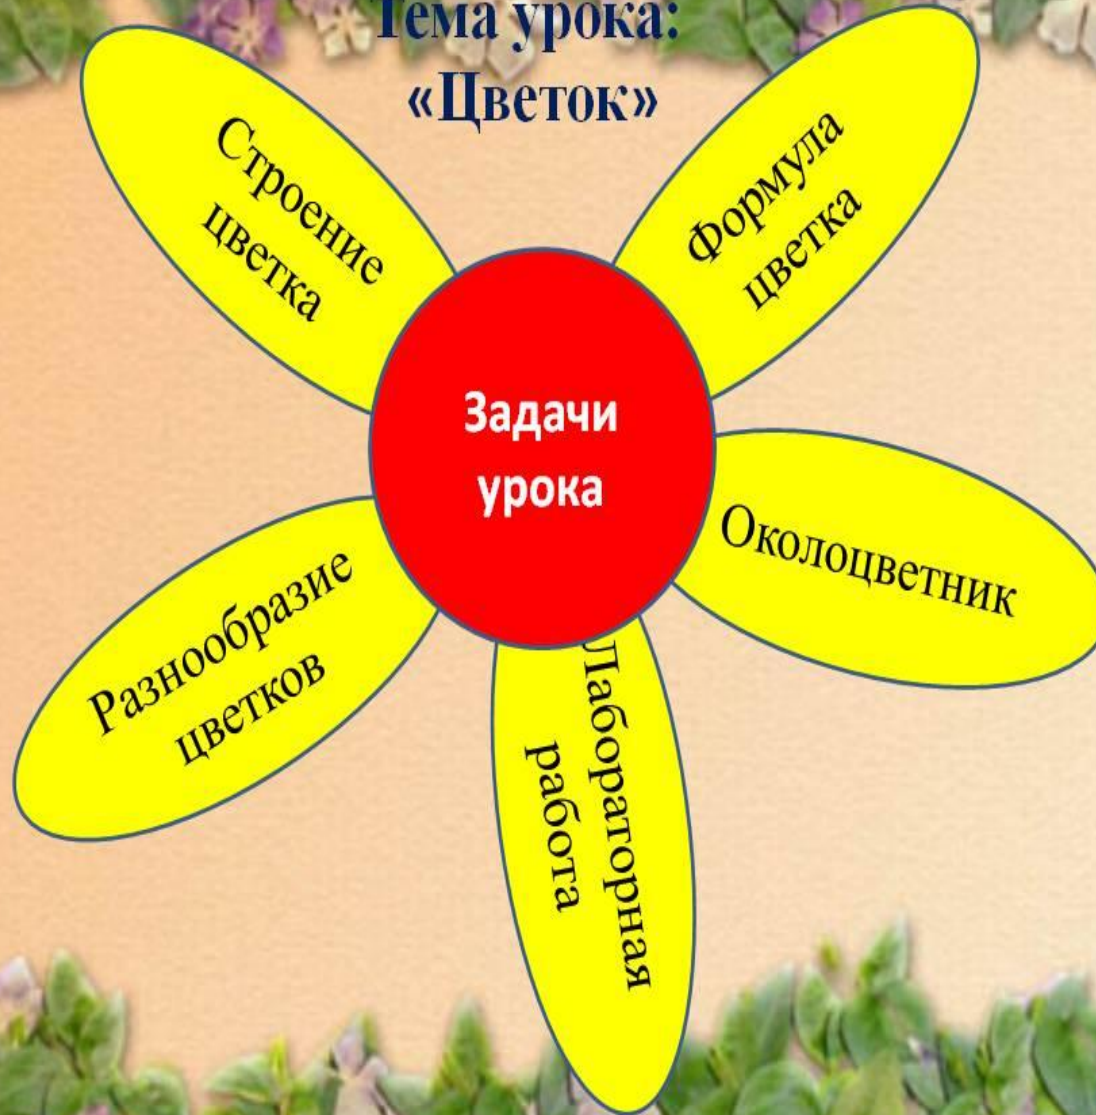 Тема урока:
«Цветок»
Строение
цветка
Формула
цветка
Задачи
урока
Околоцветник
Разнообразие
цветков
Лабораторная
работа